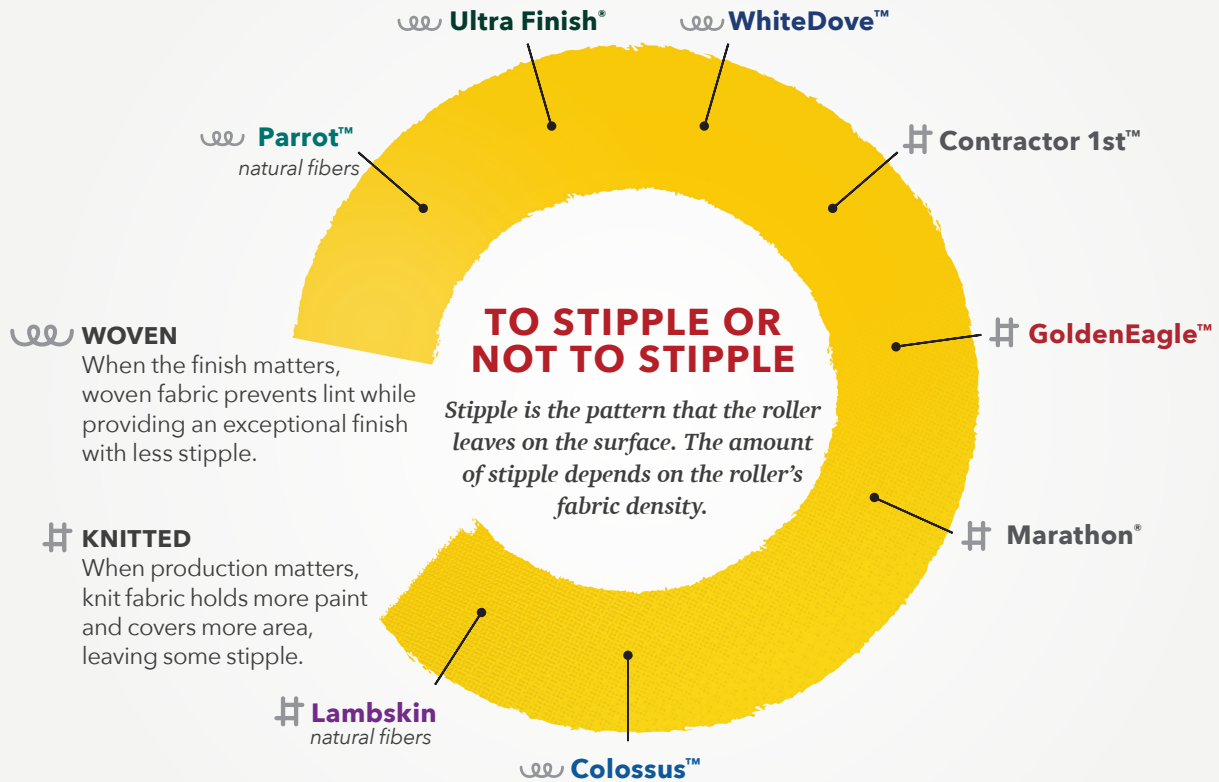 Ultra Finish®
WhiteDove™
Parrot™
natural fibers
Contractor 1st™
GoldenEagle™
Marathon®
Colossus™
Lambskin
natural fibers
WOVEN
When the finish matters,
woven fabric prevents lint while
providing an exceptional finish
with less stipple.
KNITTED
When production matters,
knit fabric holds more paint
and covers more area,
leaving some stipple.
TO STIPPLE OR
NOT TO STIPPLE
Stipple is the pattern that the roller
leaves on the surface. The amount
of stipple depends on the roller’s
fabric density.